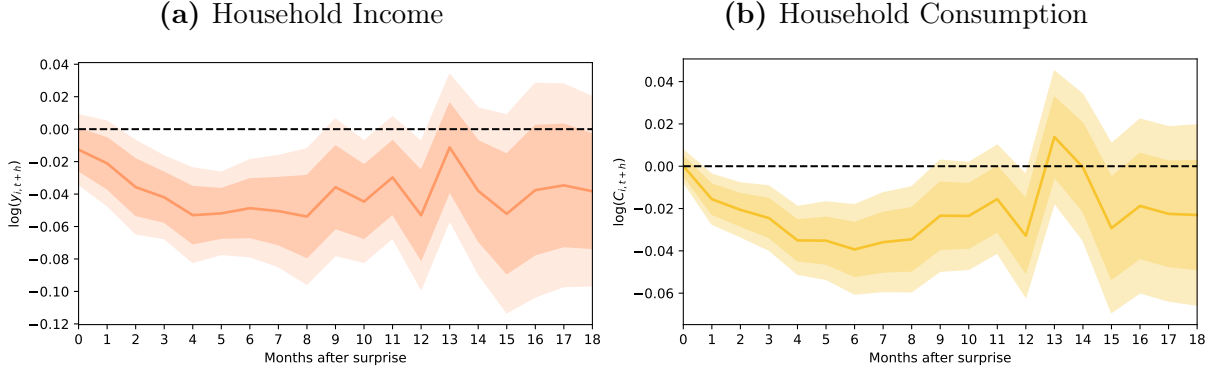 (a) Household Income
0.04
0.02
0.00
−0.02
−0.04
−0.06
−0.08
−0.10
−0.12
log(y_{i,t+h})
0 1 2 3 4 5 6 7 8 9 10 11 12 13 14 15 16 17 18
Months after surprise
(b) Household Consumption
0.04
0.02
0.00
−0.02
−0.04
−0.06
log(C_{i,t+h})
0 1 2 3 4 5 6 7 8 9 10 11 12 13 14 15 16 17 18
Months after surprise